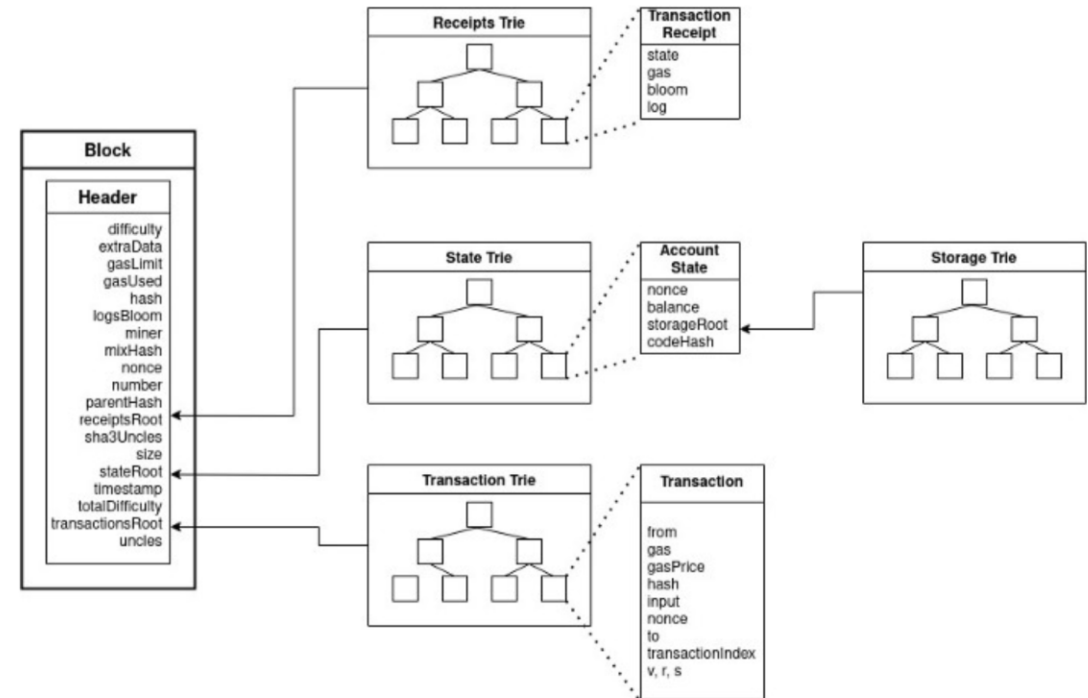 Block
Header
difficulty
extraData
gasLimit
gasUsed
hash
logsBloom
miner
mixHash
nonce
number
parentHash
receiptsRoot
sha3Uncles
size
stateRoot
timestamp
totalDifficulty
transactionsRoot
uncles
Receipts Trie
Transaction
Receipt
state
gas
bloom
log
State Trie
Account
State
nonce
balance
storageRoot
codeHash
Storage Trie
Transaction Trie
Transaction
from
gas
gasPrice
hash
input
nonce
to
transactionIndex
v, r, s